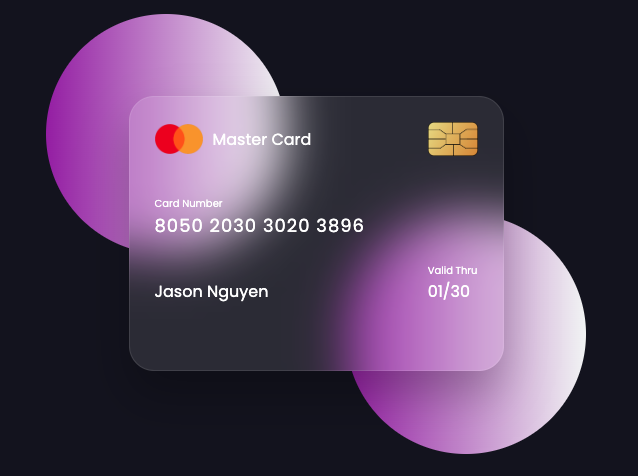 Master Card
Card Number
8050 2030 3020 3896
Valid Thru
Jason Nguyen
01/30